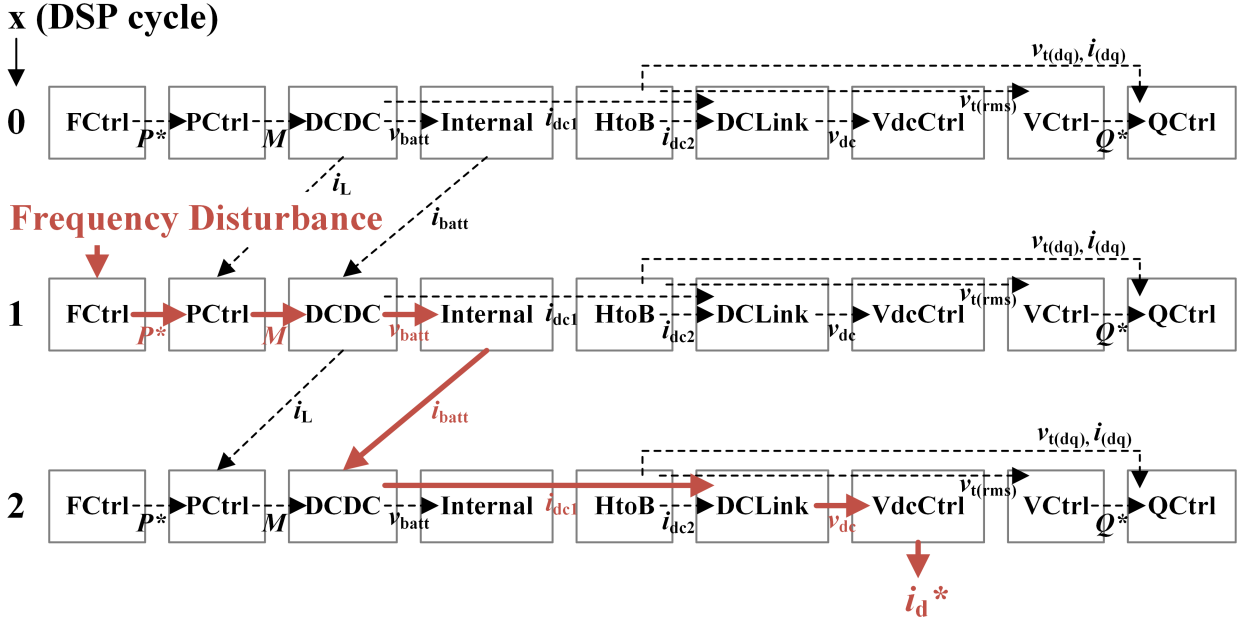 x (DSP cycle)
v_t(dq), i_(dq)
0 FCtrl P* PCtrl M DCDC v_batt Internal i_dc1 HtoB i_dc2 DCLink v_dc VdcCtrl v_t(rms) VCtrl Q* QCtrl
i_L i_batt
Frequency Disturbance
v_t(dq), i_(dq)
1 FCtrl P* PCtrl M DCDC v_batt Internal i_dc1 HtoB i_dc2 DCLink v_dc VdcCtrl v_t(rms) VCtrl Q* QCtrl
i_L i_batt
v_t(dq), i_(dq)
2 FCtrl P* PCtrl M DCDC v_batt Internal i_dc1 HtoB i_dc2 DCLink v_dc VdcCtrl v_t(rms) VCtrl Q* QCtrl
i_d*